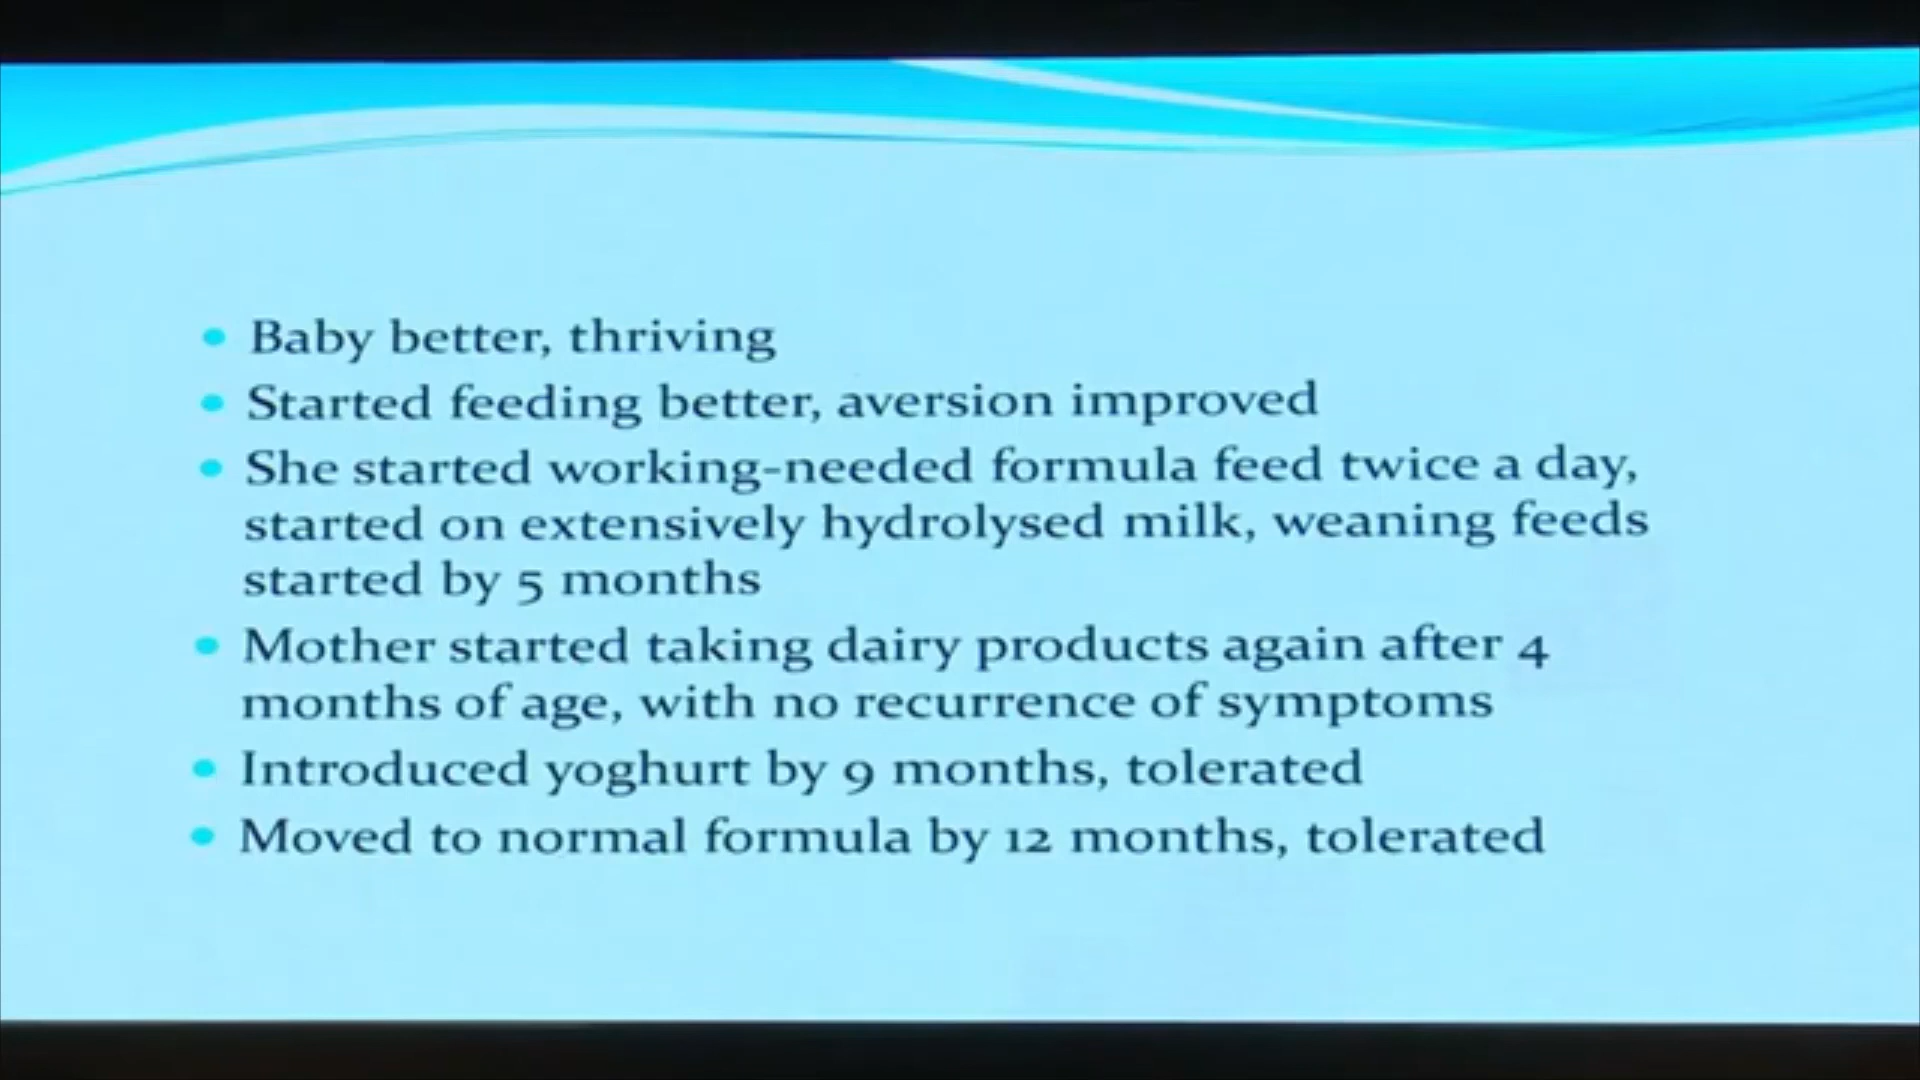 Baby better, thriving
Started feeding better, aversion improved
She started working-needed formula feed twice a day,
started on extensively hydrolysed milk, weaning feeds
started by 5 months
Mother started taking dairy products again after 4
months of age, with no recurrence of symptoms
Introduced yoghurt by 9 months, tolerated
Moved to normal formula by 12 months, tolerated